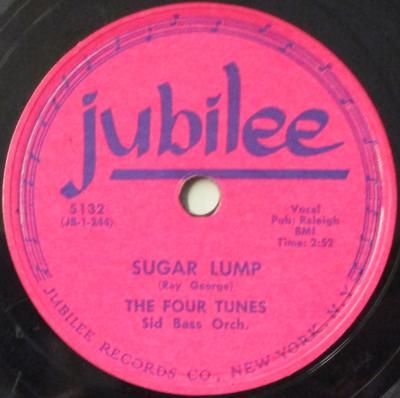 jubilee
5132
(JB-1-244)
Vocal
Pub: Raleigh
BMI
Time: 2:52
SUGAR LUMP
(Ray George)
THE FOUR TUNES
Sid Bass Orch.
JUBILEE RECORDS CO., NEW YORK, N.Y.